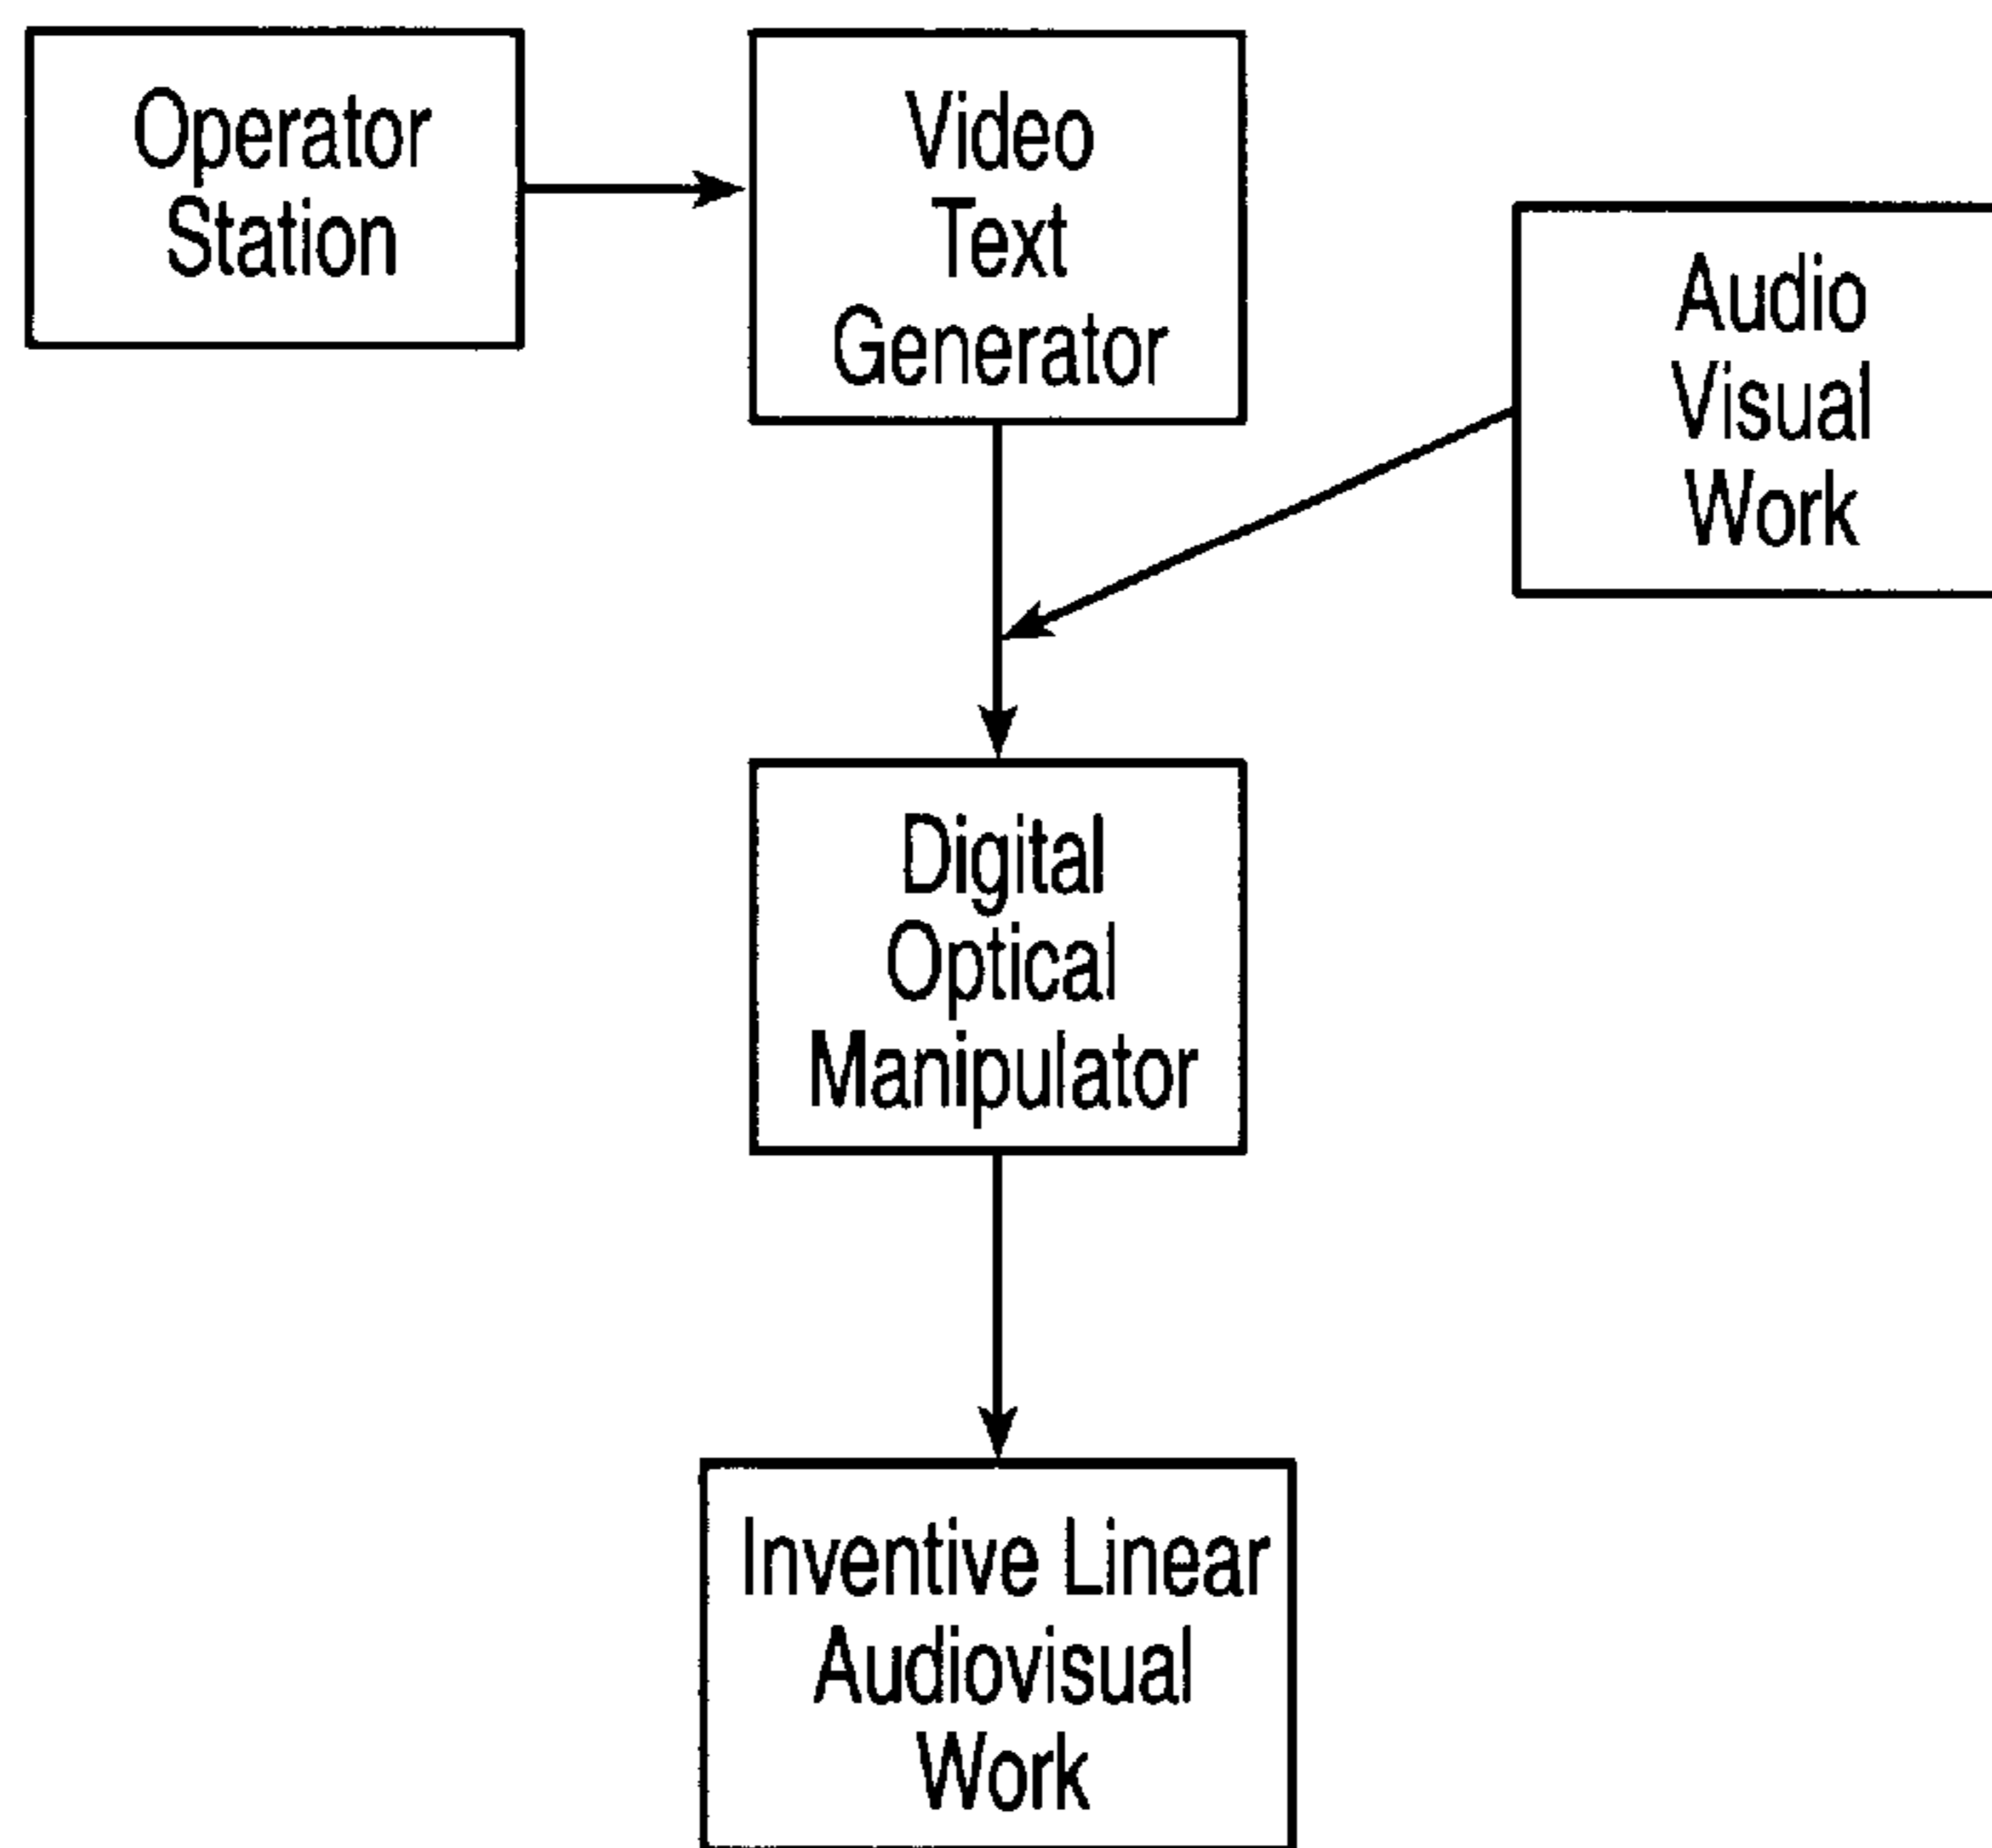 Operator
Station
Video
Text
Generator
Audio
Visual
Work
Digital
Optical
Manipulator
Inventive Linear
Audiovisual
Work